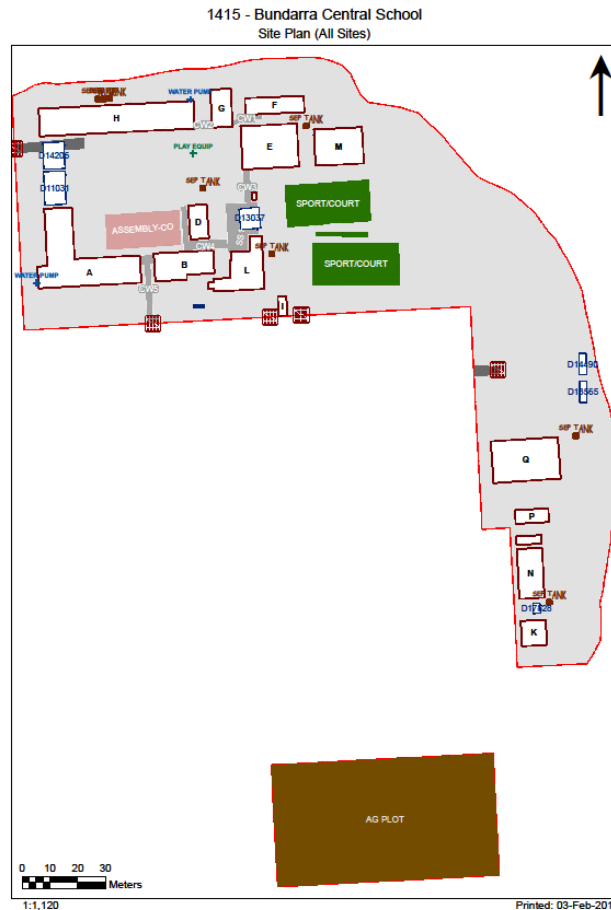 1415 - Bundarra Central School
Site Plan (All Sites)
WATER PUMP
G
F
H
CW2
CW1
SEP TANK
PLAY EQUIP
E
M
D14205
D11031
SEP TANK
CW3
SPORT/COURT
D
D13037
ASSEMBLY-CO
CW4
SEP TANK
SPORT/COURT
WATER PUMP
A
B
L
CW5
I
D14490
SEP TANK
Q
P
N
SEP TANK
K
AG PLOT
0 10 20 30
Meters
1:1,120
Printed: 03-Feb-201